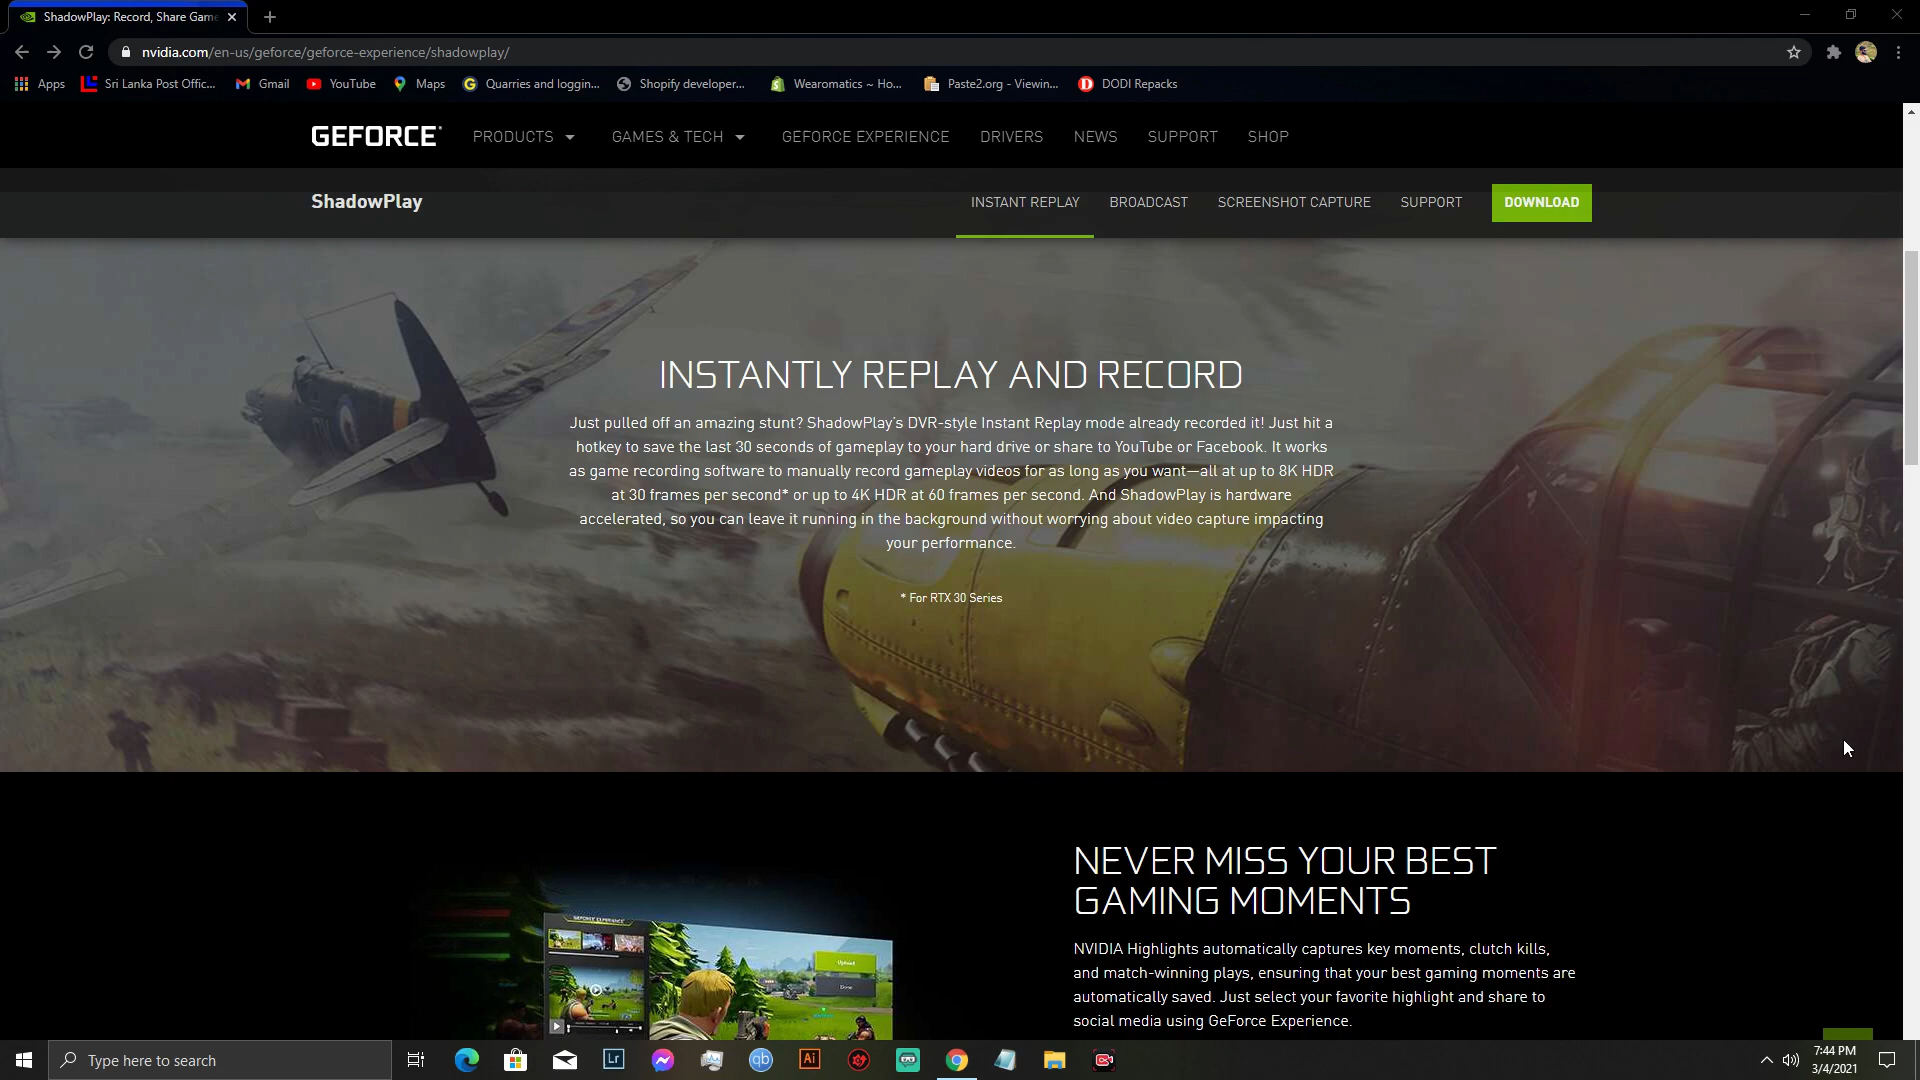 ShadowPlay: Record, Share Game
nvidia.com/en-us/geforce/geforce-experience/shadowplay/
Apps
Sri Lanka Post Offic...
Gmail
YouTube
Maps
Quarries and loggin...
Shopify developer...
Wearomatics ~ Ho...
Paste2.org - Viewin...
DODI Repacks
GEFORCE
PRODUCTS
GAMES & TECH
GEFORCE EXPERIENCE
DRIVERS
NEWS
SUPPORT
SHOP
ShadowPlay
INSTANT REPLAY
BROADCAST
SCREENSHOT CAPTURE
SUPPORT
DOWNLOAD
INSTANTLY REPLAY AND RECORD
Just pulled off an amazing stunt? ShadowPlay's DVR-style Instant Replay mode already recorded it! Just hit a
hotkey to save the last 30 seconds of gameplay to your hard drive or share to YouTube or Facebook. It works
as game recording software to manually record gameplay videos for as long as you want—all at up to 8K HDR
at 30 frames per second* or up to 4K HDR at 60 frames per second. And ShadowPlay is hardware
accelerated, so you can leave it running in the background without worrying about video capture impacting
your performance.
* For RTX 30 Series
NEVER MISS YOUR BEST
GAMING MOMENTS
NVIDIA Highlights automatically captures key moments, clutch kills,
and match-winning plays, ensuring that your best gaming moments are
automatically saved. Just select your favorite highlight and share to
social media using GeForce Experience.
GEFORCE EXPERIENCE
Upload
Done
Type here to search
Lr
qb
Ai
7:44 PM
3/4/2021